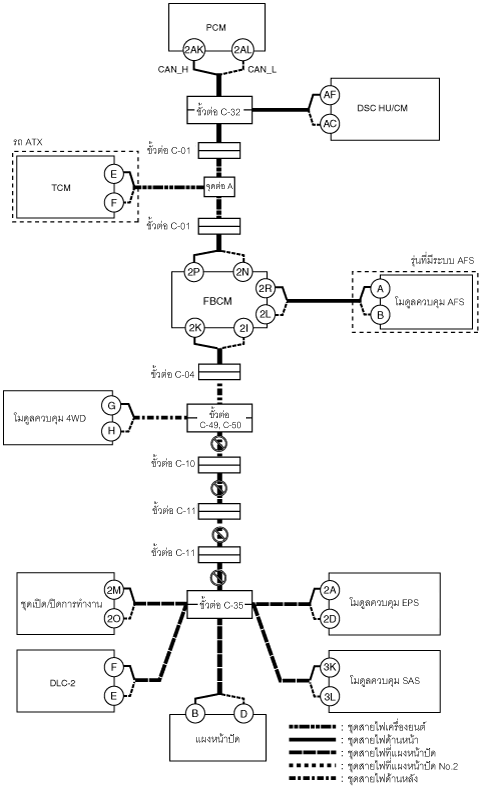 PCM
2AK
2AL
CAN_H
CAN_L
ขั้วต่อ C-32
AF
AC
DSC HU/CM
ขั้วต่อ C-01
รถ ATX
TCM
E
F
จุดต่อ A
ขั้วต่อ C-01
2P
2N
FBCM
2R
2L
2K
2I
รุ่นที่มีระบบ AFS
A
B
โมดูลควบคุม AFS
ขั้วต่อ C-04
โมดูลควบคุม 4WD
G
H
ขั้วต่อ
C-49, C-50
ขั้วต่อ C-10
ขั้วต่อ C-11
ขั้วต่อ C-11
ชุดเปิด/ปิดการทำงาน
2M
2O
ขั้วต่อ C-35
2A
2D
โมดูลควบคุม EPS
DLC-2
F
E
3K
3L
โมดูลควบคุม SAS
B
D
แผงหน้าปัด
: ชุดสายไฟเครื่องยนต์
: ชุดสายไฟด้านหน้า
: ชุดสายไฟที่แผงหน้าปัด
: ชุดสายไฟที่แผงหน้าปัด No.2
: ชุดสายไฟด้านหลัง